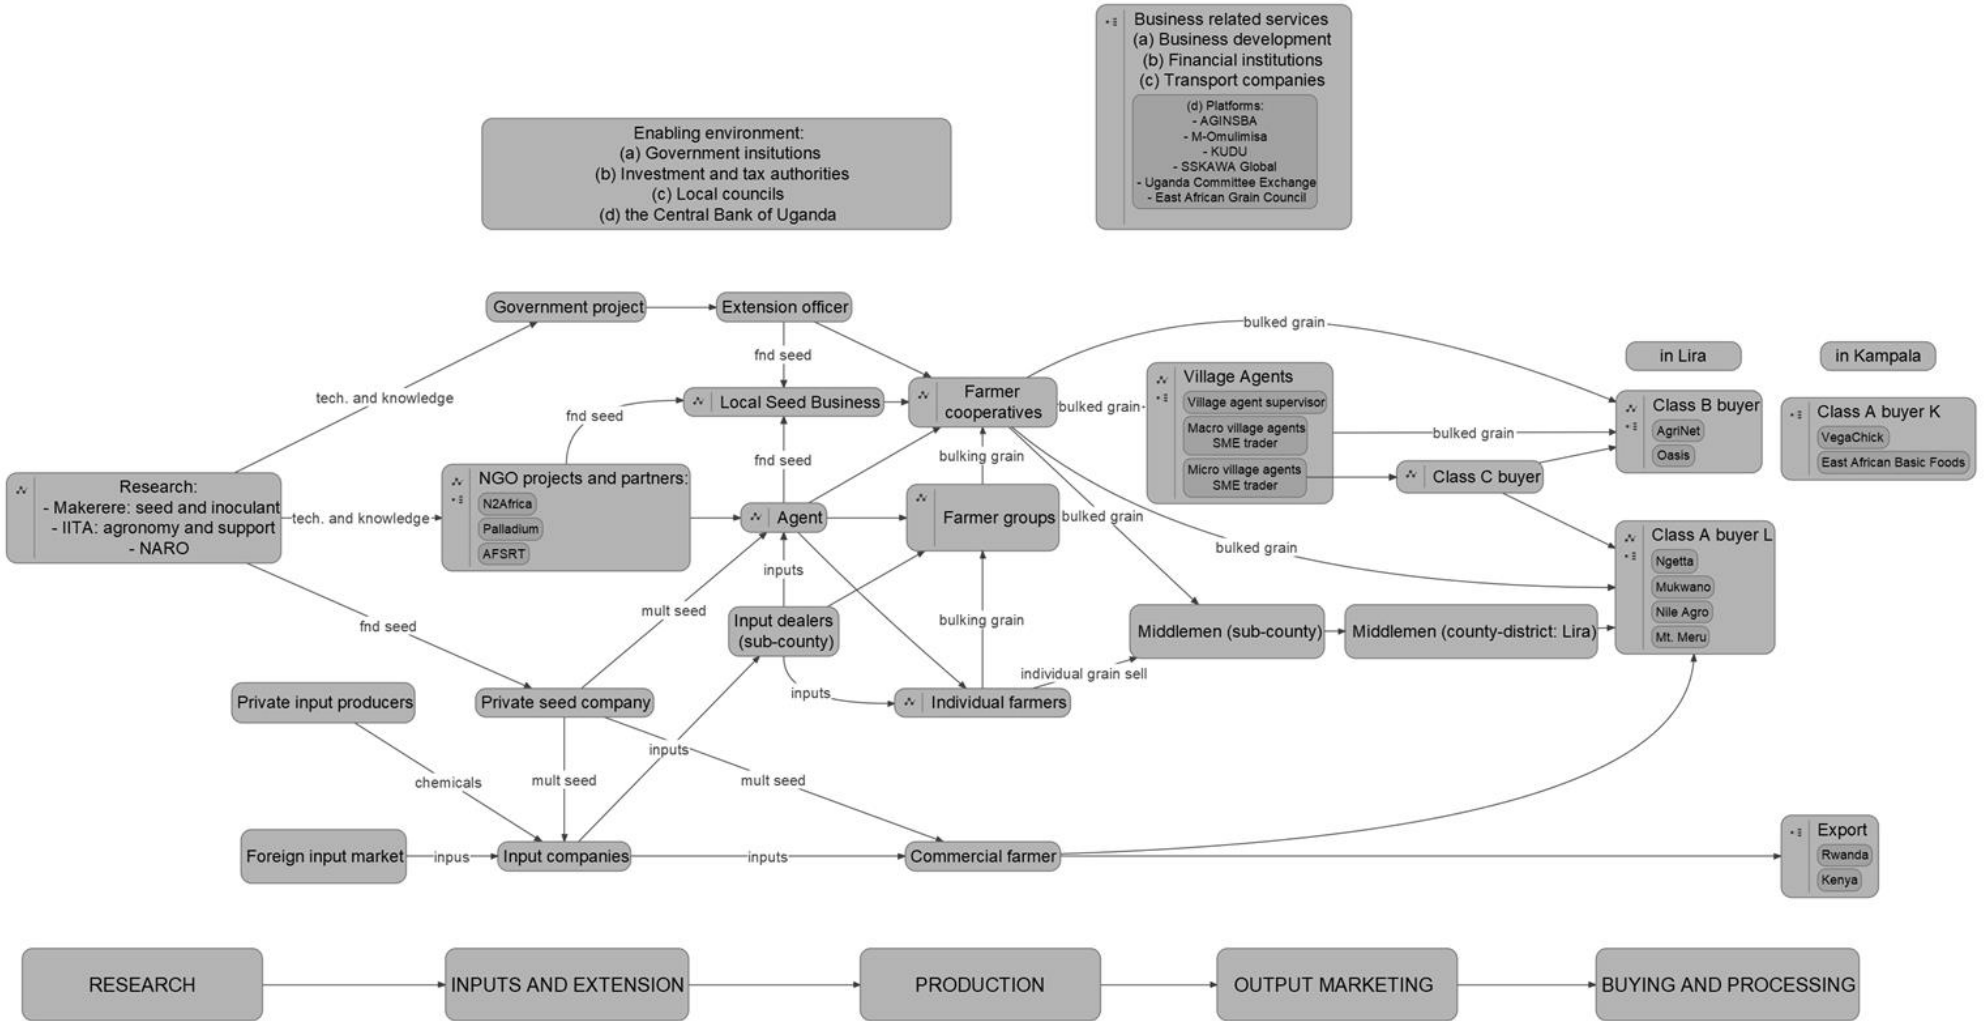 Business related services
(a) Business development
(b) Financial institutions
(c) Transport companies
(d) Platforms:
- AGINSBA
- M-Omulimisa
- KUDU
- SSKAWA Global
- Uganda Committee Exchange
- East African Grain Council
Enabling environment:
(a) Government insitutions
(b) Investment and tax authorities
(c) Local councils
(d) the Central Bank of Uganda
Government project
Extension officer
bulked grain
fnd seed
in Lira
in Kampala
tech. and knowledge
fnd seed
Local Seed Business
Farmer
cooperatives
bulked grain
Village Agents
Village agent supervisor
Macro village agents
SME trader
Micro village agents
SME trader
bulked grain
Class B buyer
AgriNet
Oasis
Class A buyer K
VegaChick
East African Basic Foods
Class C buyer
Research:
- Makerere: seed and inoculant
- IITA: agronomy and support
- NARO
tech. and knowledge
NGO projects and partners:
N2Africa
Palladium
AFSRT
fnd seed
Agent
bulking grain
Farmer groups
bulked grain
bulked grain
Class A buyer L
Ngetta
Mukwano
Nile Agro
Mt. Meru
inputs
mult seed
fnd seed
Input dealers
(sub-county)
bulking grain
Middlemen (sub-county)
Middlemen (county-district: Lira)
individual grain sell
inputs
Individual farmers
Private input producers
Private seed company
inputs
chemicals
mult seed
mult seed
Foreign input market
inpus
Input companies
inputs
Commercial farmer
Export
Rwanda
Kenya
RESEARCH
INPUTS AND EXTENSION
PRODUCTION
OUTPUT MARKETING
BUYING AND PROCESSING